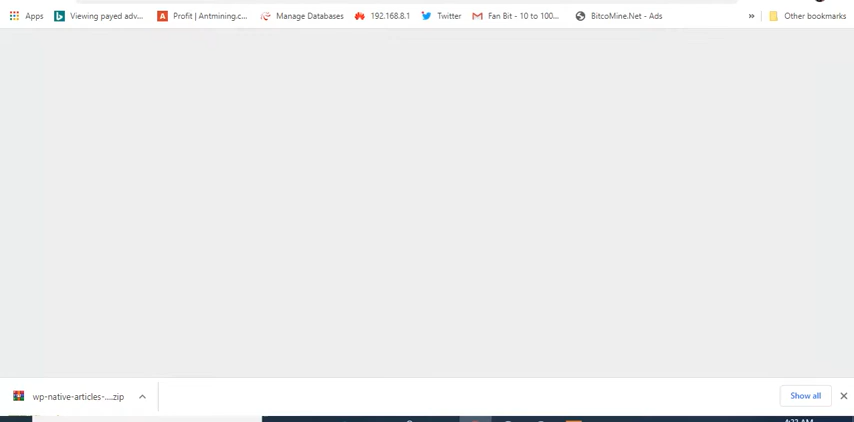 Apps Viewing payed adv... Profit | Antmining.c... Manage Databases 192.168.8.1 Twitter Fan Bit - 10 to 100... BitcoMine.Net - Ads » Other bookmarks
wp-native-articles-....zip Show all